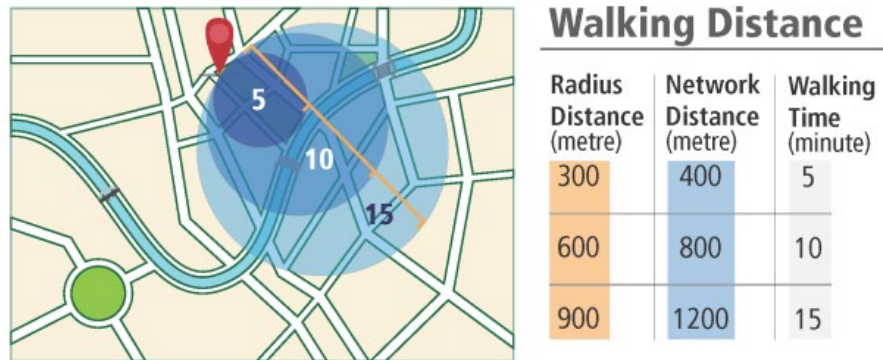 5
10
15
Walking Distance
Radius Distance (metre) Network Distance (metre) Walking Time (minute)
300 400 5
600 800 10
900 1200 15